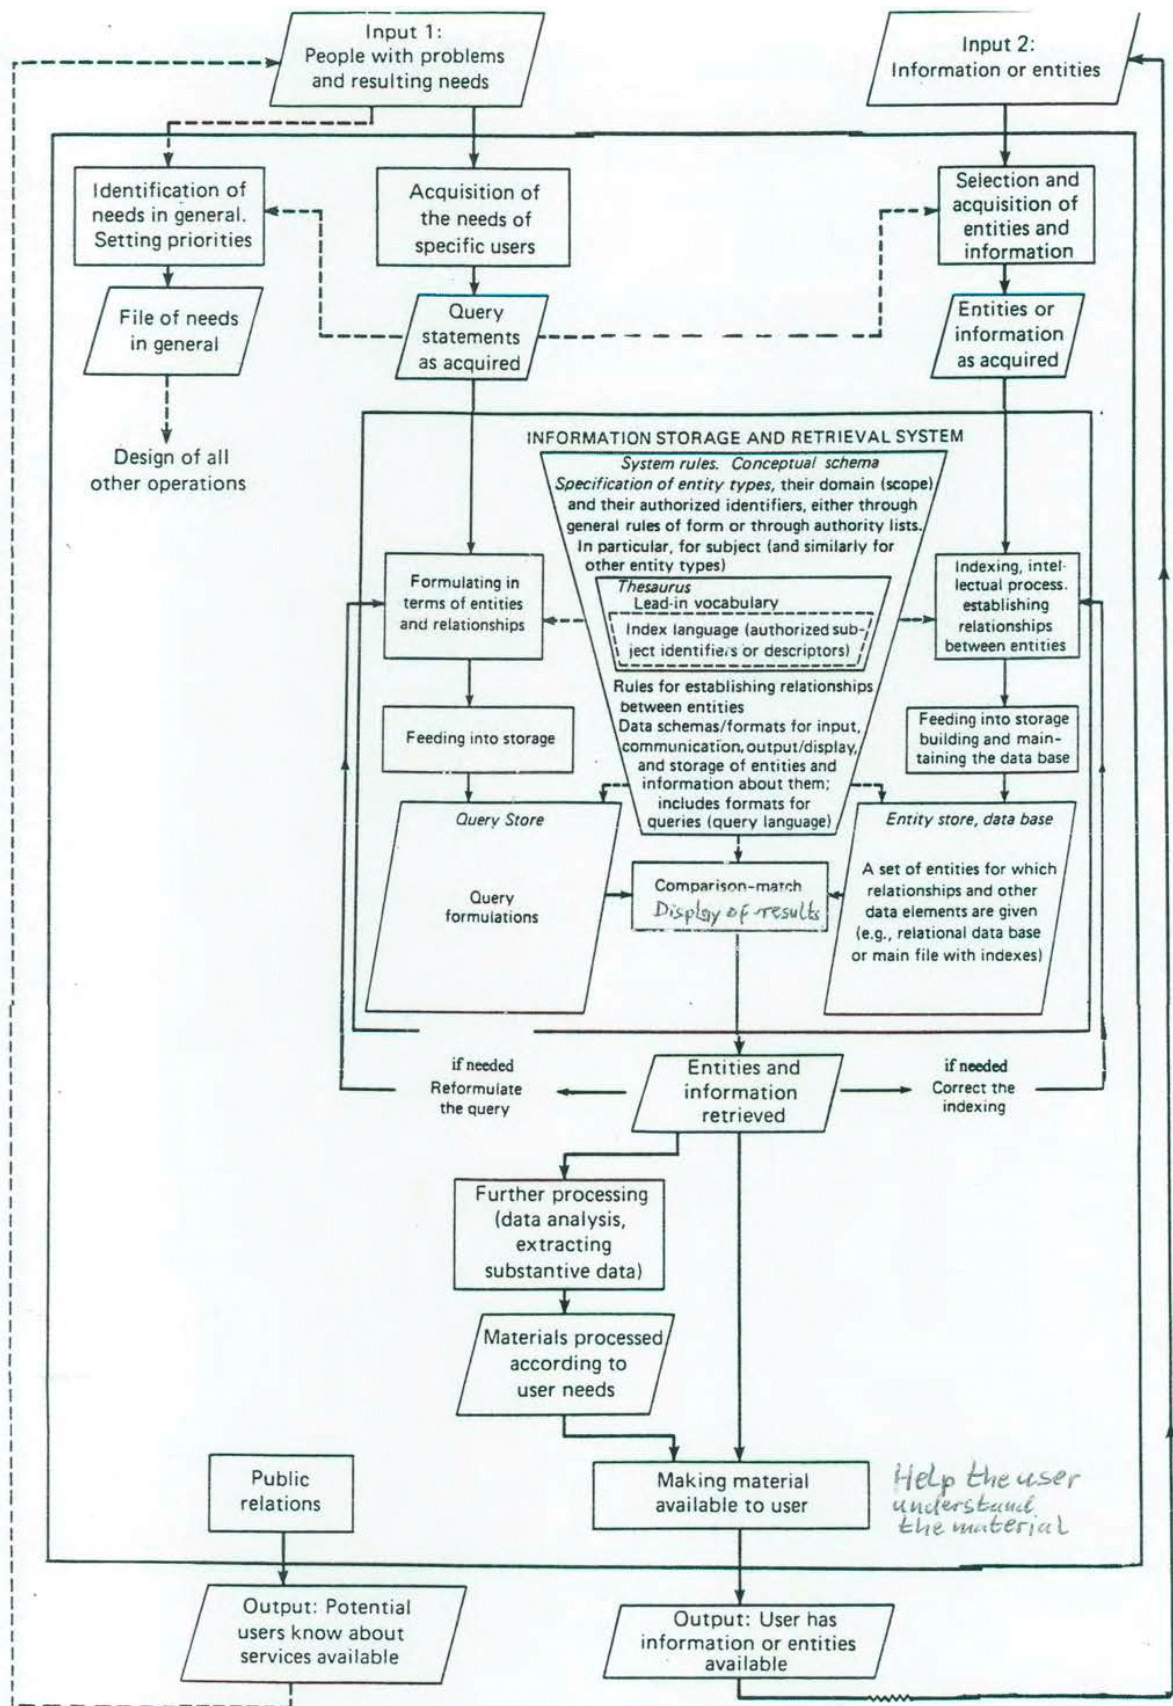 Input 1:
People with problems
and resulting needs
Input 2:
Information or entities
Identification of
needs in general.
Setting priorities
Acquisition of
the needs of
specific users
Selection and
acquisition of
entities and
information
File of needs
in general
Query
statements
as acquired
Entities or
information
as acquired
Design of all
other operations
INFORMATION STORAGE AND RETRIEVAL SYSTEM
System rules. Conceptual schema
Specification of entity types, their domain (scope)
and their authorized identifiers, either through
general rules of form or through authority lists.
In particular, for subject (and similarly for
other entity types)
Thesaurus
Lead-in vocabulary
Index language (authorized sub-
ject identifiers or descriptors)
Rules for establishing relationships
between entities
Data schemas/formats for input,
communication, output/display,
and storage of entities and
information about them;
includes formats for
queries (query language)
Formulating in
terms of entities
and relationships
Indexing, intel-
lectual process.
establishing
relationships
between entities
Feeding into storage
Feeding into storage
building and main-
taining the data base
Query Store
Query
formulations
Comparison-match
Display of results
Entity store, data base
A set of entities for which
relationships and other
data elements are given
(e.g., relational data base
or main file with indexes)
if needed
Reformulate
the query
Entities and
information
retrieved
if needed
Correct the
indexing
Further processing
(data analysis,
extracting
substantive data)
Materials processed
according to
user needs
Public
relations
Making material
available to user
Help the user
understand
the material
Output: Potential
users know about
services available
Output: User has
information or entities
available